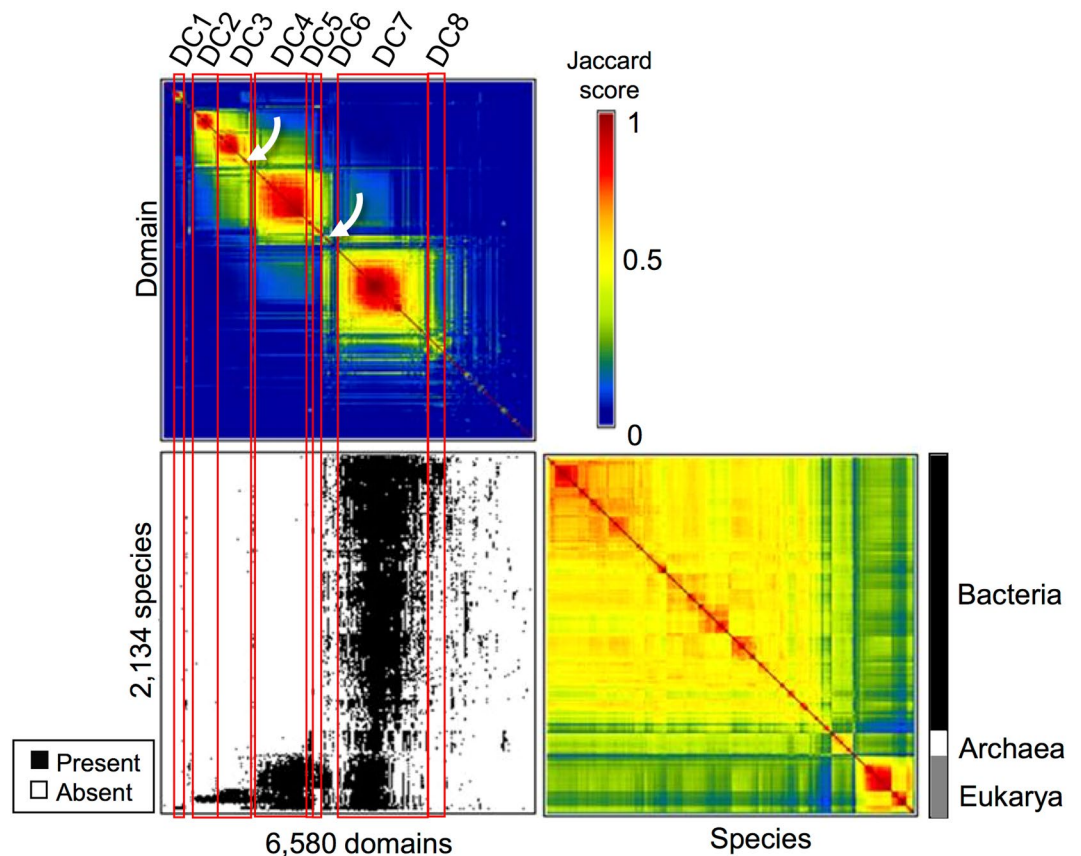 DC1
DC2
DC3
DC4
DC5
DC6
DC7
DC8
Jaccard
score
1
0.5
0
Domain
2,134 species
Present
Absent
6,580 domains
Species
Bacteria
Archaea
Eukarya